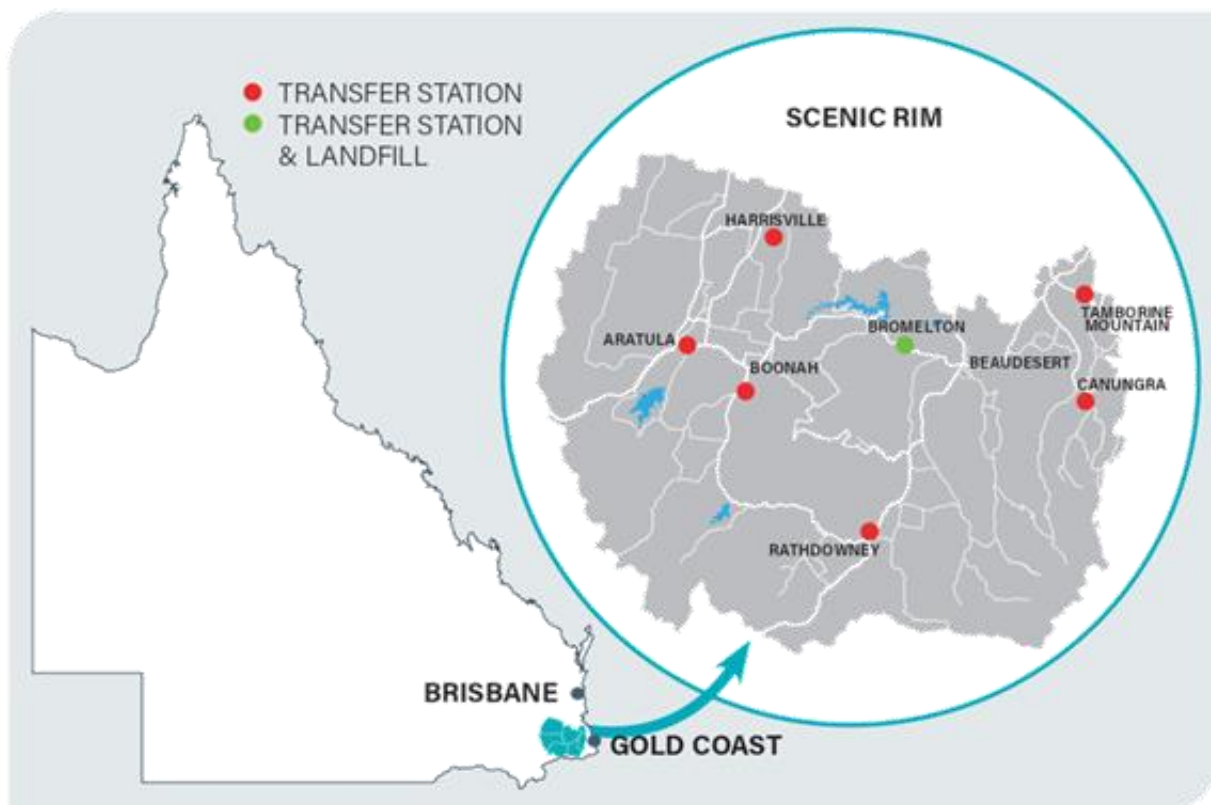 TRANSFER STATION
TRANSFER STATION
& LANDFILL
SCENIC RIM
HARRISVILLE
TAMBORINE
MOUNTAIN
BROMELTON
ARATULA
BEAUDESERT
BOONAH
CANUNGRA
RATHDOWNEY
BRISBANE
GOLD COAST